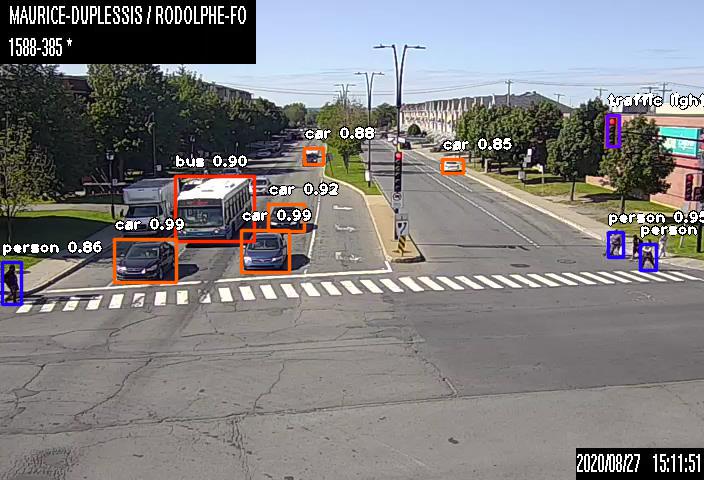 MAURICE-DUPLESSIS / RODOLPHE-FO
1588-385 *
traffic light
car 0.88
car 0.85
bus 0.90
car 0.92
car 0.99
car 0.99
person 0.95
person
person 0.86
2020/08/27 15:11:51